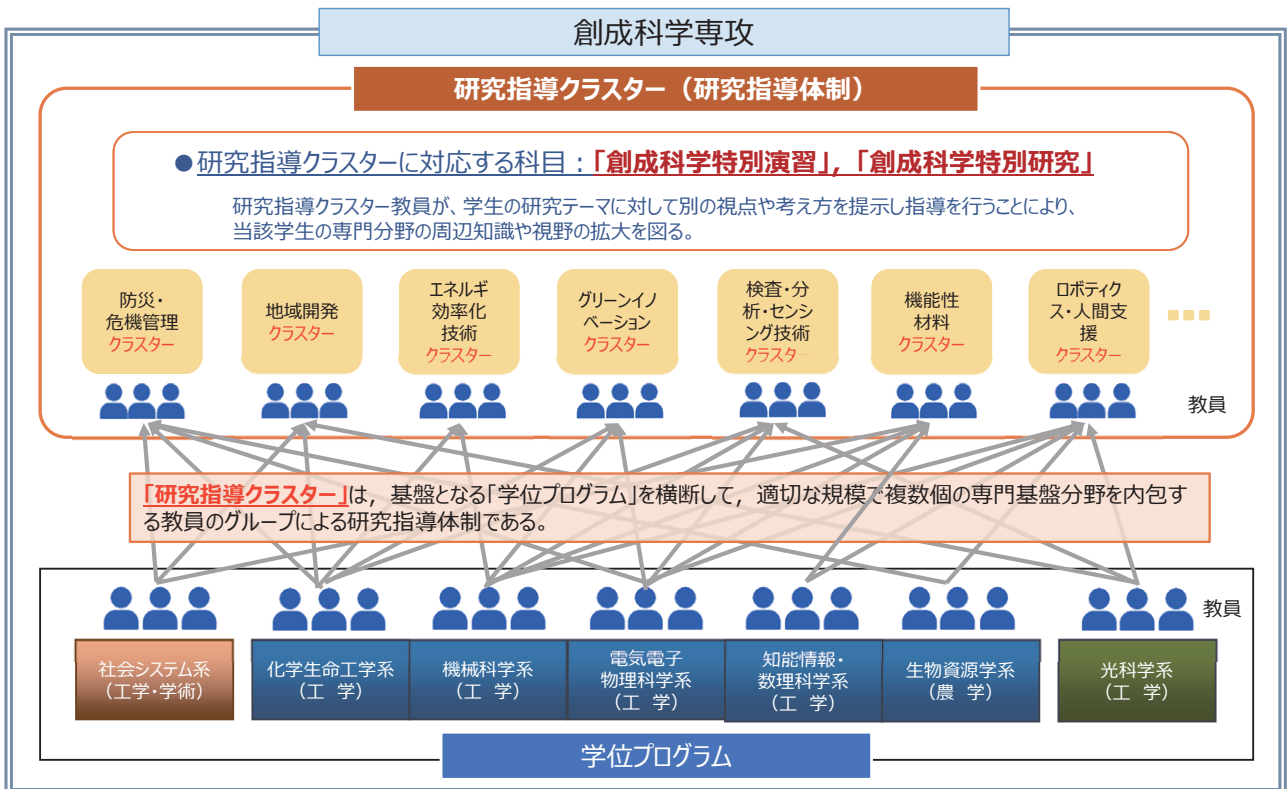 創成科学専攻
研究指導クラスター（研究指導体制）
●研究指導クラスターに対応する科目：「創成科学特別演習」，「創成科学特別研究」
研究指導クラスター教員が、学生の研究テーマに対して別の視点や考え方を提示し指導を行うことにより、
当該学生の専門分野の周辺知識や視野の拡大を図る。
防災・
危機管理
クラスター
地域開発
クラスター
エネルギ
効率化
技術
クラスター
グリーンイノ
ベーション
クラスター
検査・分
析・センシ
ング技術
クラスター
機能性
材料
クラスター
ロボティク
ス・人間支
援
クラスター
教員
「研究指導クラスター」は，基盤となる「学位プログラム」を横断して，適切な規模で複数個の専門基盤分野を内包す
る教員のグループによる研究指導体制である。
教員
社会システム系
（工学・学術）
化学生命工学系
（工　学）
機械科学系
（工　学）
電気電子
物理科学系
（工　学）
知能情報・
数理科学系
（工　学）
生物資源学系
（農　学）
光科学系
（工　学）
学位プログラム